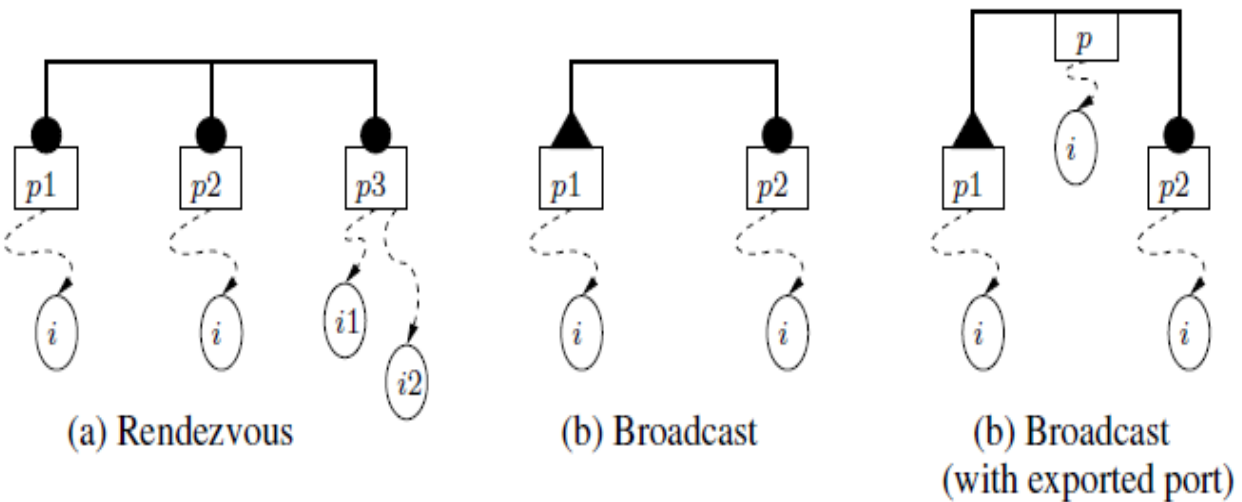 p
i
p1 p2 p3 p1 p2 p1 p2
i i i1 i2 i i i i
(a) Rendezvous (b) Broadcast (b) Broadcast
(with exported port)